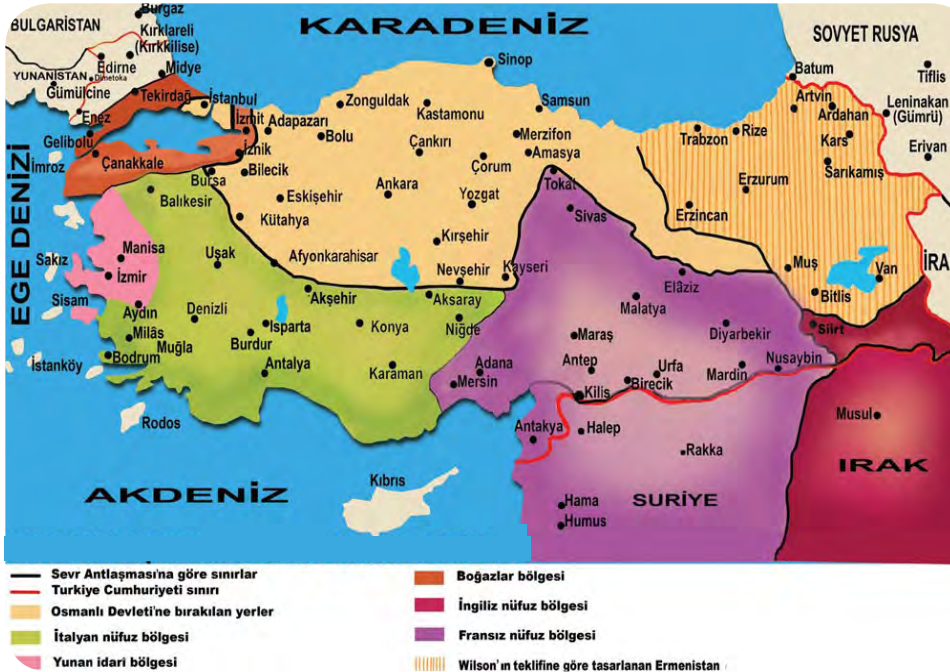 BULGARİSTAN
Burgaz
Kırklareli
(Kırkkilise)
Edirne
YUNANİSTAN
Dimetoka
Midye
Gümülcine
Tekirdağ
İstanbul
Enez
Gelibolu
İmroz
Çanakkale
KARADENİZ
SOVYET RUSYA
Sinop
Batum
Tiflis
Artvin
Ardahan
Leninakan
(Gümrü)
Zonguldak
Kastamonu
Samsun
İzmit
Adapazarı
Bolu
Merzifon
Trabzon
Rize
Kars
Erivan
İznik
Çankırı
Çorum
Amasya
Sarıkamış
Bursa
Bilecik
Tokat
Balıkesir
Eskişehir
Ankara
Yozgat
Erzurum
Kütahya
Sivas
Erzincan
EGE DENİZİ
Manisa
Uşak
Kırşehir
İRA
Sakız
İzmir
Afyonkarahisar
Nevşehir
Kayseri
Elâziz
Muş
Van
Sisam
Aydın
Denizli
Akşehir
Aksaray
Malatya
Bitlis
Milâs
Isparta
Konya
Niğde
Maraş
Diyarbekir
Siirt
Muğla
Burdur
İstanköy
Bodrum
Antalya
Karaman
Adana
Mersin
Antep
Urfa
Mardin
Nusaybin
Birecik
Kilis
Rodos
Antakya
Halep
Musul
Rakka
AKDENİZ
Kıbrıs
Hama
Humus
SURİYE
IRAK
Sevr Antlaşması'na göre sınırlar
Turkiye Cumhuriyeti sınırı
Osmanlı Devleti'ne bırakılan yerler
İtalyan nüfuz bölgesi
Yunan idari bölgesi
Boğazlar bölgesi
İngiliz nüfuz bölgesi
Fransız nüfuz bölgesi
Wilson'ın teklifine göre tasarlanan Ermenistan